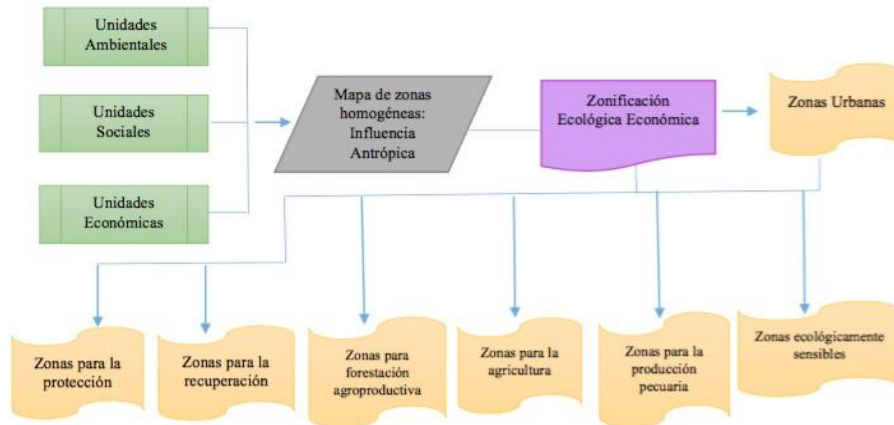 Unidades
Ambientales
Unidades
Sociales
Unidades
Económicas
Mapa de zonas
homogéneas:
Influencia
Antrópica
Zonificación
Ecológica Económica
Zonas Urbanas
Zonas para la
protección
Zonas para la
recuperación
Zonas para
forestación
agroproductiva
Zonas para la
agricultura
Zonas para la
producción
pecuaria
Zonas ecológicamente
sensibles